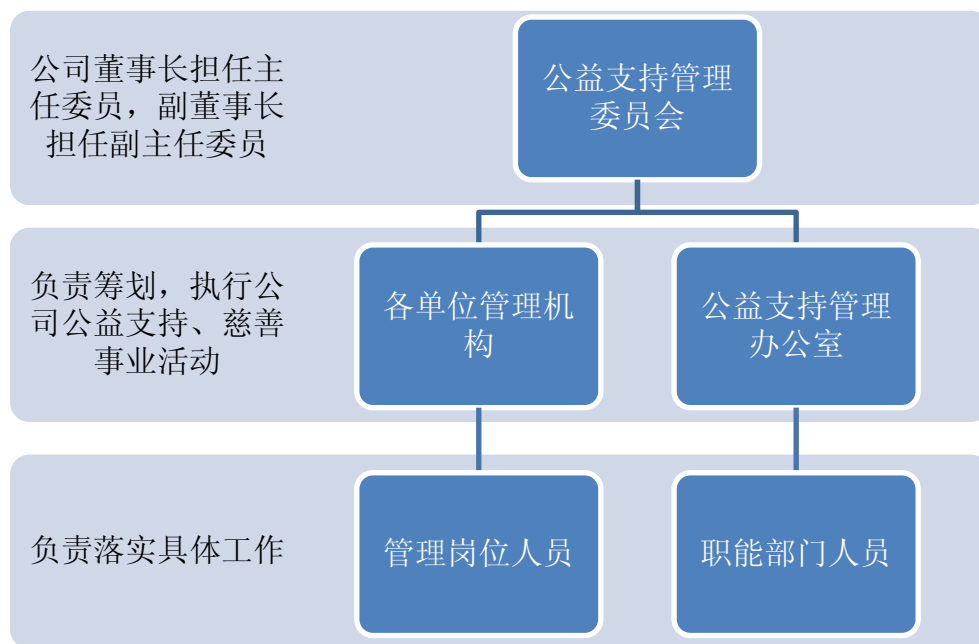 公司董事长担任主
任委员，副董事长
担任副主任委员
公益支持管理
委员会
负责筹划，执行公
司公益支持、慈善
事业活动
各单位管理机
构
公益支持管理
办公室
负责落实具体工作
管理岗位人员
职能部门人员